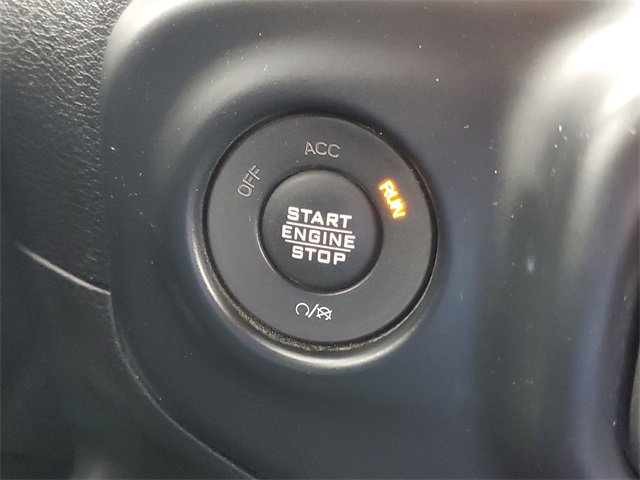 OFF
ACC
RUN
START
ENGINE
STOP